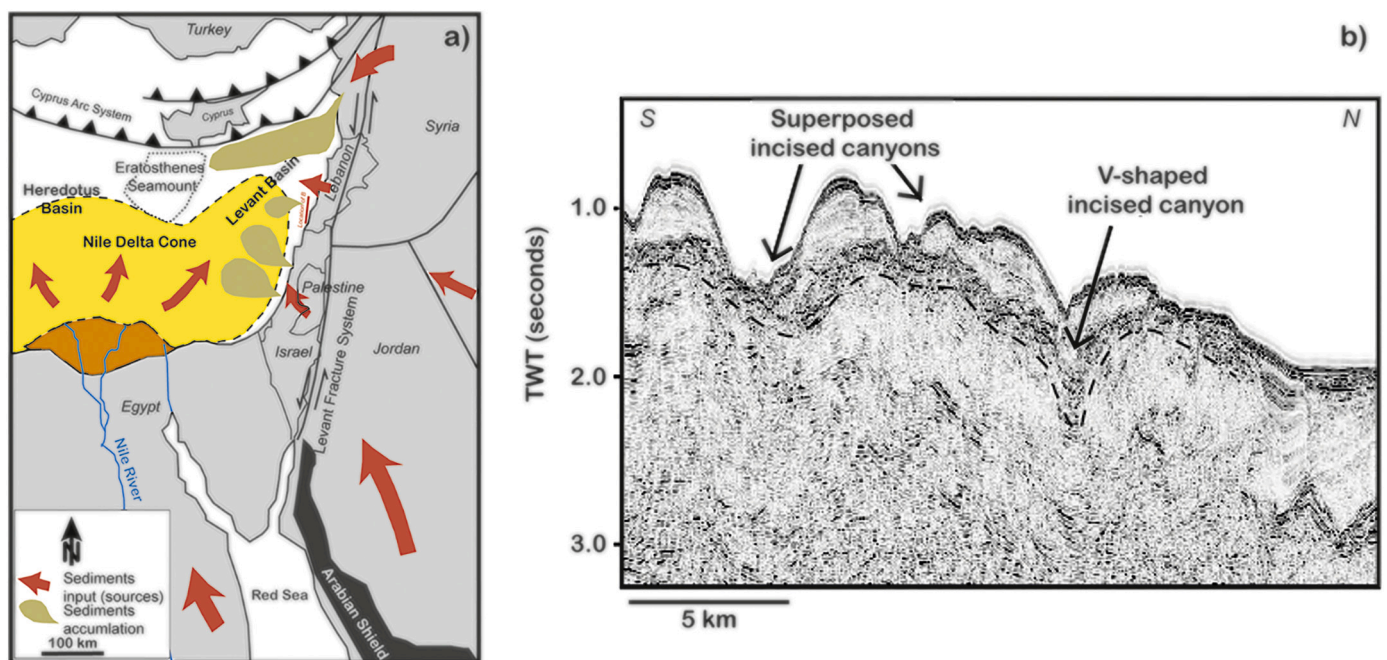 a)
Turkey
Cyprus Arc System
Cyprus
Syria
Eratosthenes
Seamount
Lebanon
Levant Basin
Heredotus
Basin
Nile Delta Cone
Palestine
Israel
Jordan
Levant Fracture System
Egypt
Nile River
N
Sediments
input (sources)
Sediments
accumlation
100 km
Red Sea
Arabian Shield
b)
S
N
Superposed
incised canyons
V-shaped
incised canyon
TWT (seconds)
1.0
2.0
3.0
5 km